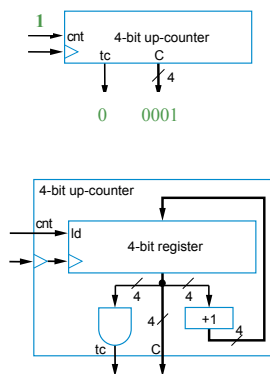 1
cnt
4-bit up-counter
tc C
4
0 0001
4-bit up-counter
cnt
ld
4-bit register
4 4
4 +1
4
tc C